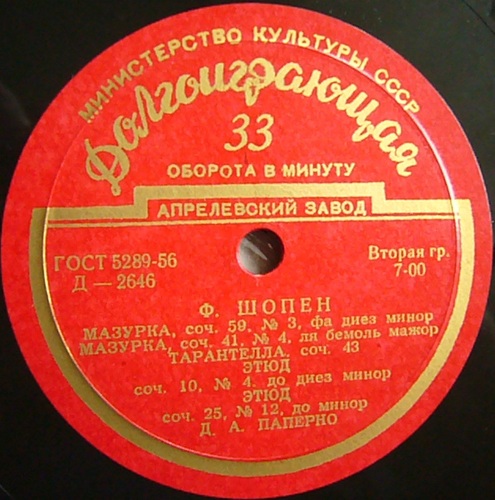 МИНИСТЕРСТВО КУЛЬТУРЫ СССР
Долгоиграющая
33
ОБОРОТА В МИНУТУ
АПРЕЛЕВСКИЙ ЗАВОД
ГОСТ 5289-56
Д — 2646
Вторая гр.
7-00
Ф. ШОПЕН
МАЗУРКА, соч. 59, № 3, фа диез минор
МАЗУРКА, соч. 41, № 4, ля бемоль мажор
ТАРАНТЕЛЛА, соч. 43
ЭТЮД
соч. 10, № 4, до диез минор
ЭТЮД
соч. 25, № 12, до минор
Д. А. ПАПЕРНО